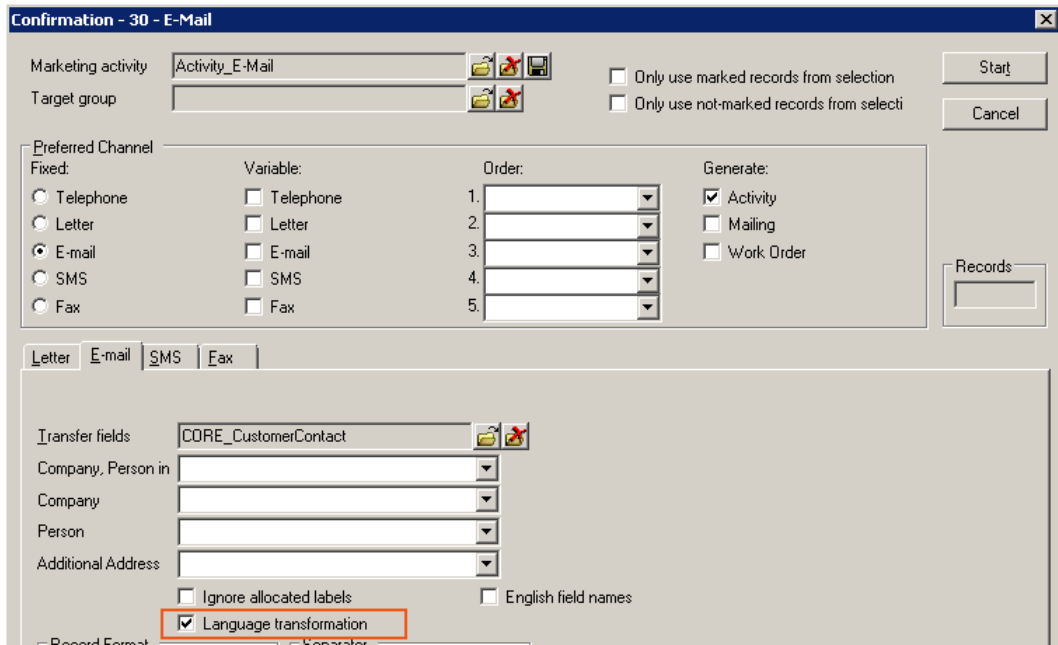 Confirmation - 30 - E-Mail
Marketing activity Activity_E-Mail Only use marked records from selection Start
Target group Only use not-marked records from selecti Cancel
Preferred Channel
Fixed: Variable: Order: Generate:
Telephone Telephone 1. Activity
Letter Letter 2. Mailing
E-mail E-mail 3. Work Order
SMS SMS 4. Records
Fax Fax 5.
Letter E-mail SMS Fax
Transfer fields CORE_CustomerContact
Company, Person in
Company
Person
Additional Address
Ignore allocated labels English field names
Language transformation
Record Format Separator